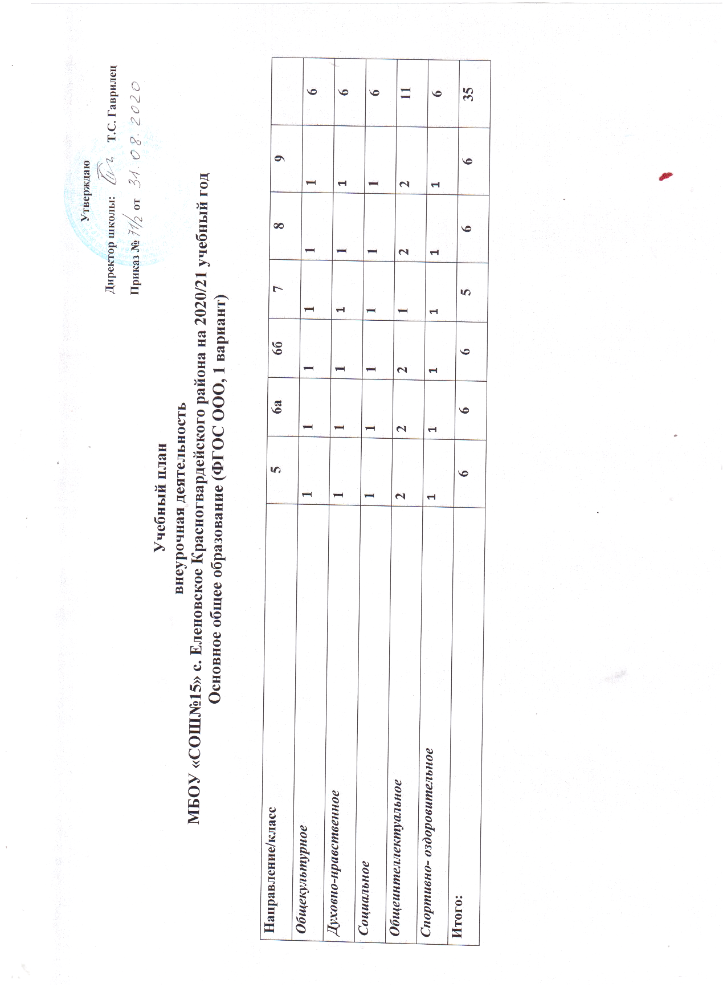 Утверждаю
Директор школы: Т.С. Гаврилец
Приказ № 71/2 от 31.08.2020
Учебный план
внеурочная деятельность
МБОУ «СОШ№15» с. Еленовское Красногвардейского района на 2020/21 учебный год
Основное общее образование (ФГОС ООО, 1 вариант)
Направление/класс 5 6а 6б 7 8 9
Общекультурное 1 1 1 1 1 1 6
Духовно-нравственное 1 1 1 1 1 1 6
Социальное 1 1 1 1 1 1 6
Общеинтеллектуальное 2 2 2 1 2 2 11
Спортивно- оздоровительное 1 1 1 1 1 1 6
Итого: 6 6 6 5 6 6 35